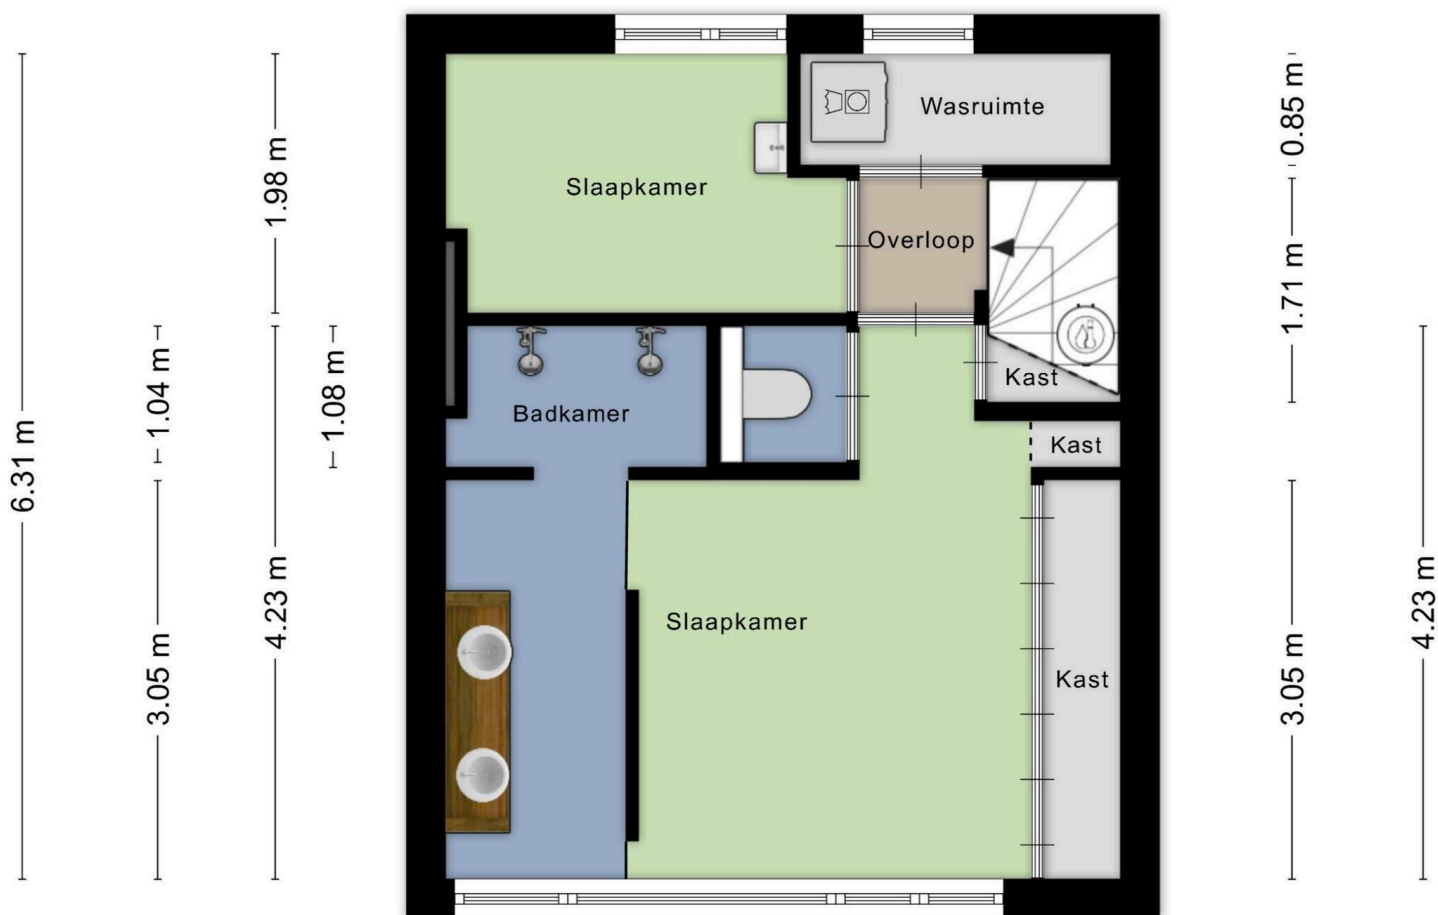 Wasruimte
Slaapkamer
Overloop
Kast
Badkamer
Kast
Slaapkamer
Kast
6.31 m
1.04 m
3.05 m
1.98 m
4.23 m
1.08 m
0.85 m
1.71 m
3.05 m
4.23 m